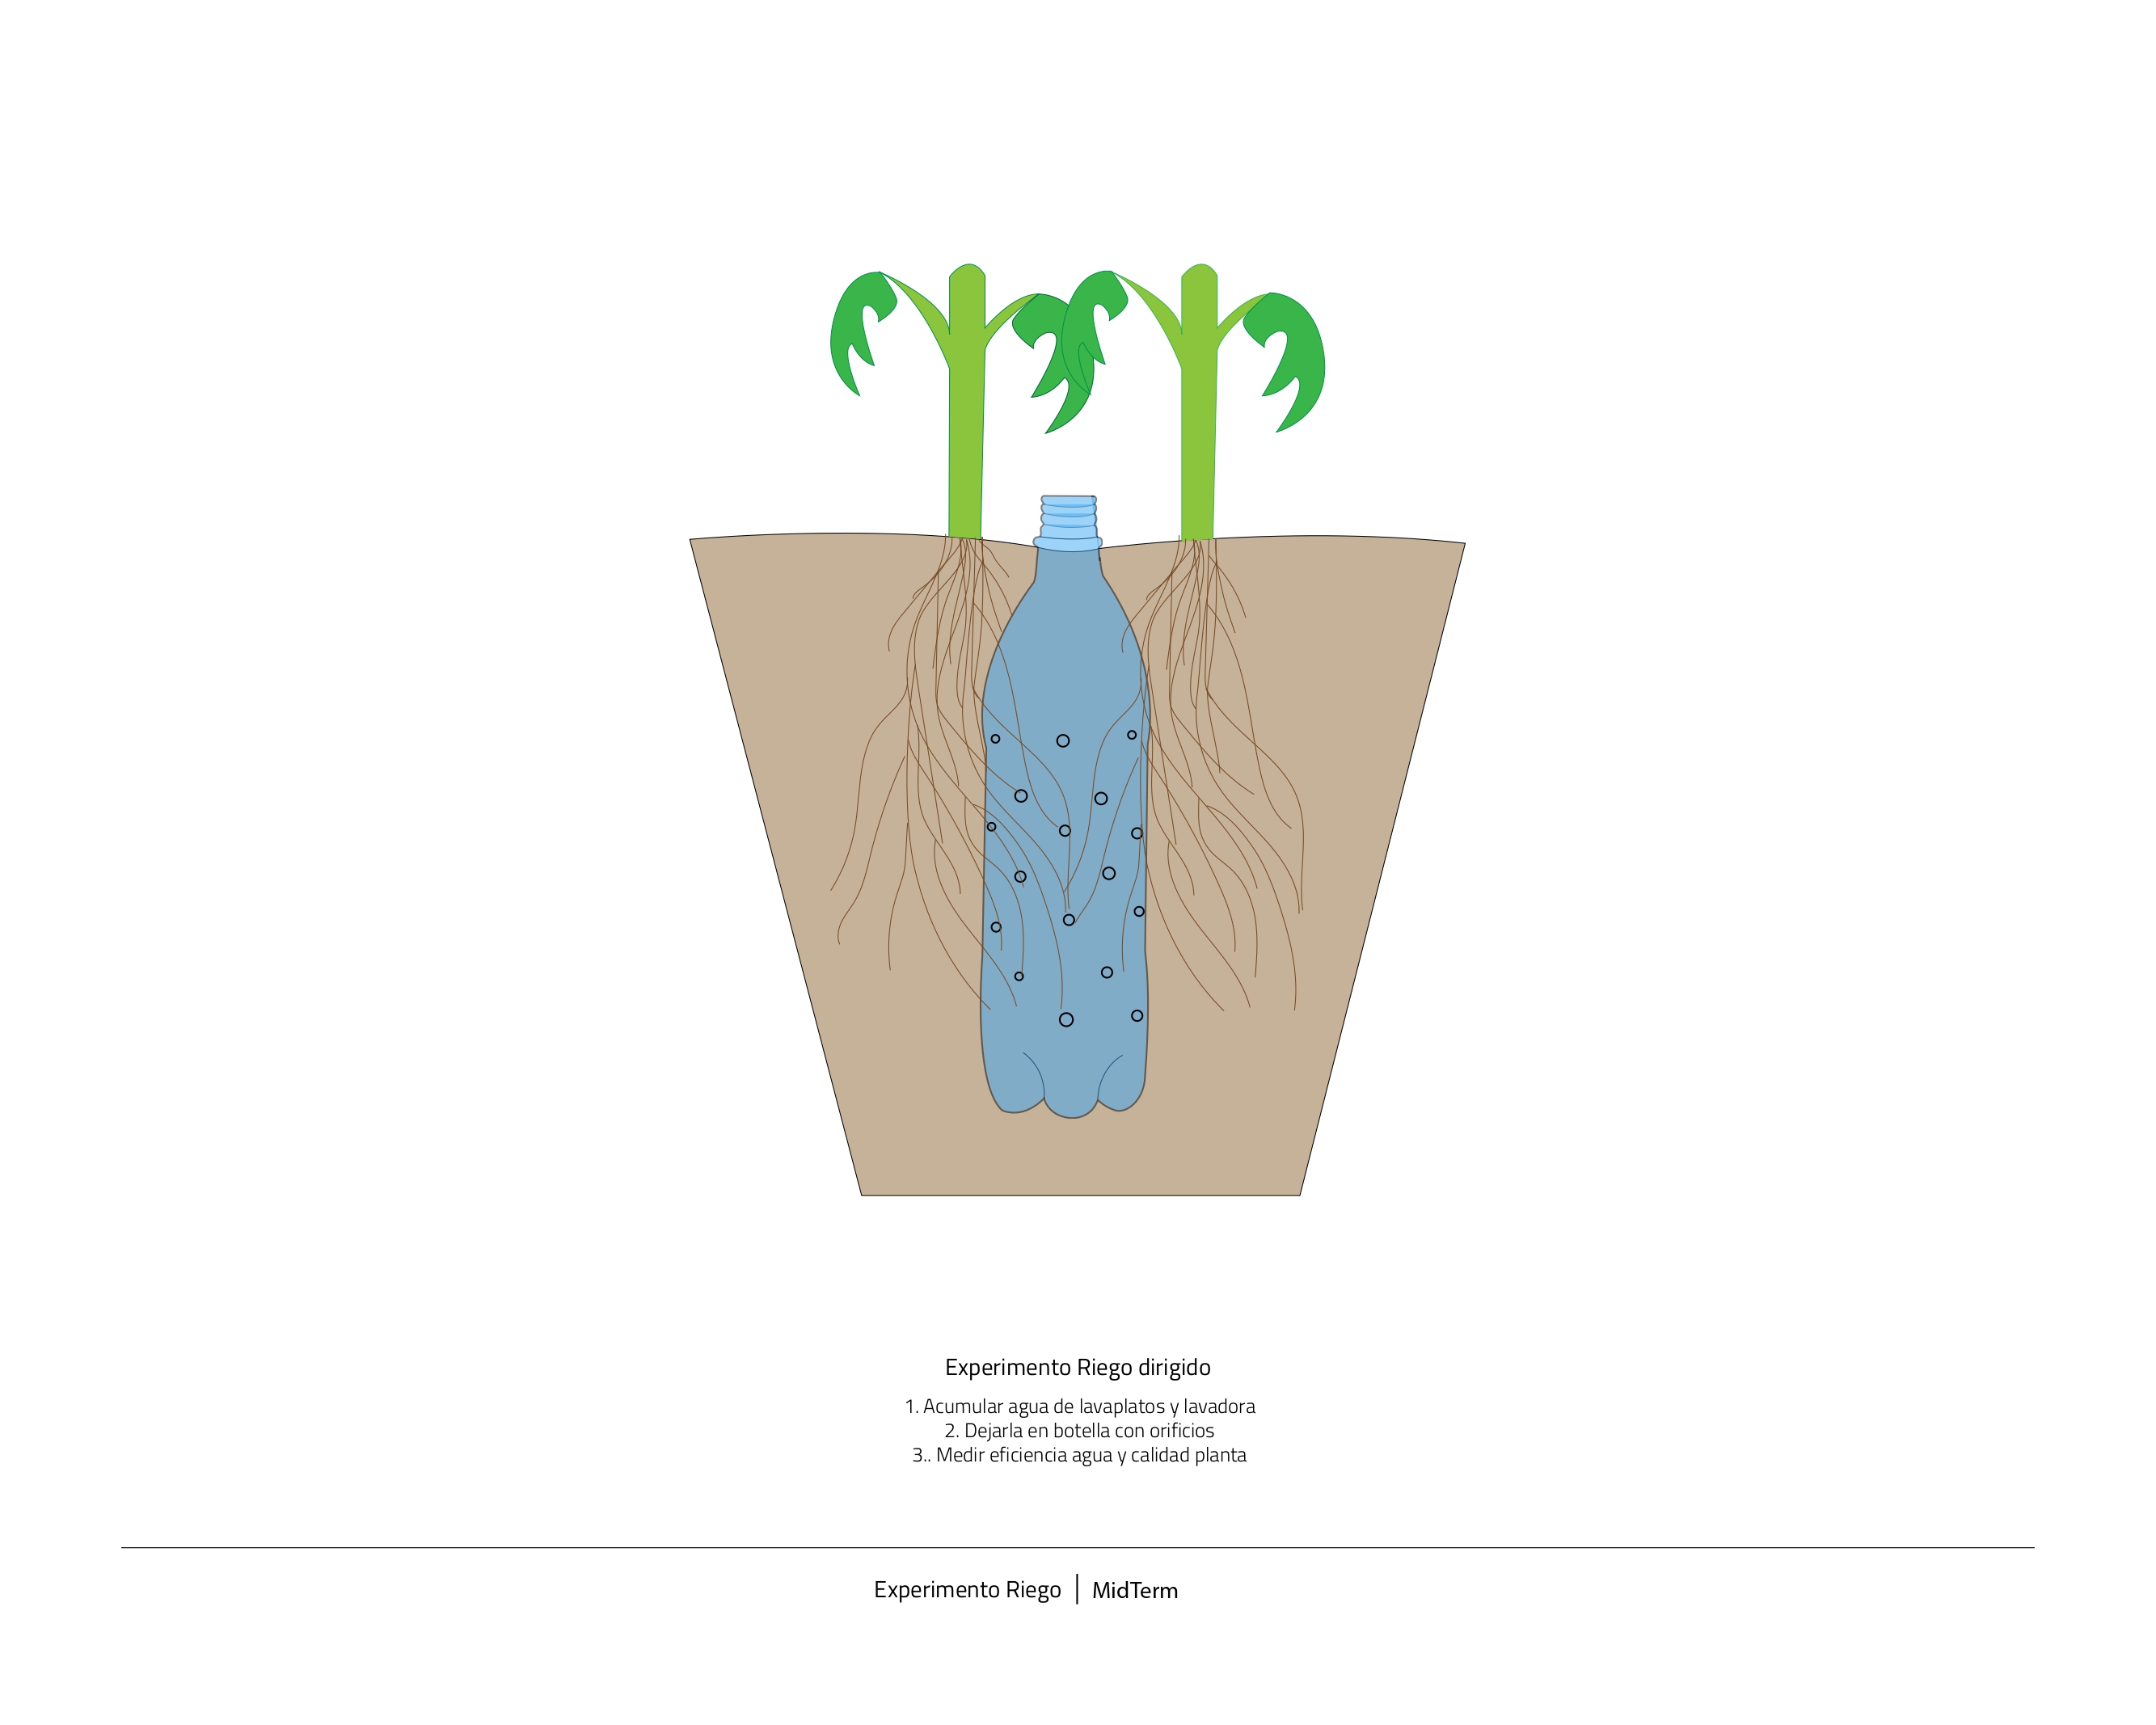 Experimento Riego dirigido
1. Acumular agua de lavaplatos y lavadora
2. Dejarla en botella con orificios
3.. Medir eficiencia agua y calidad planta
Experimento Riego | MidTerm